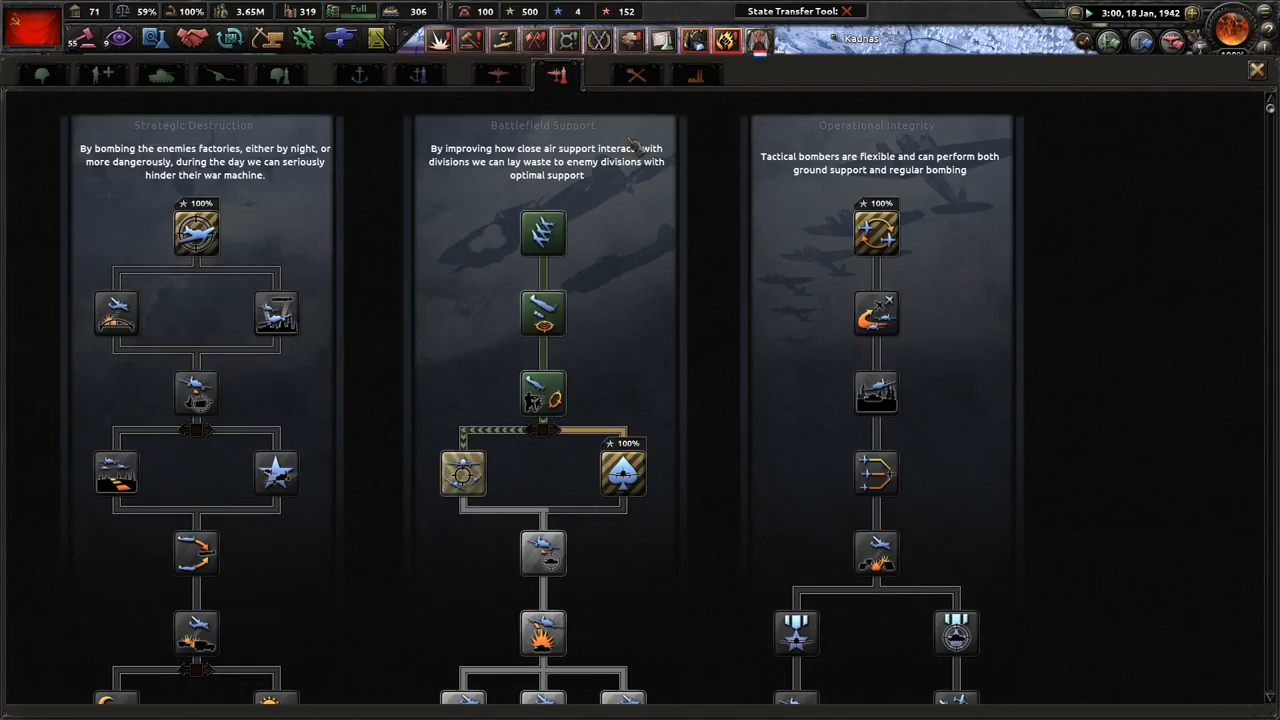 71 59% 100% 3.65M 319 Full 306 100 500 4 152 State Transfer Tool: 3:00, 18 Jan, 1942
55 9 Kaunas 100%
Strategic Destruction
By bombing the enemies factories, either by night, or
more dangerously, during the day we can seriously
hinder their war machine.
100%
Battlefield Support
By improving how close air support interac with
divisions we can lay waste to enemy divisions with
optimal support
100%
Operational Integrity
Tactical bombers are flexible and can perform both
ground support and regular bombing
100%